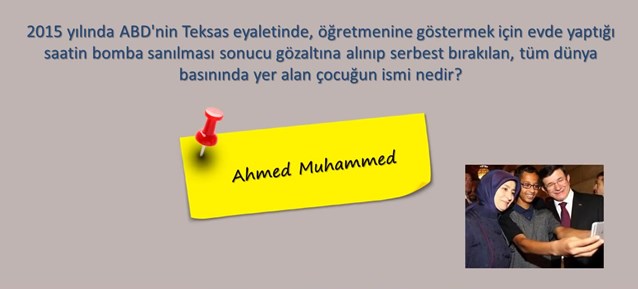 2015 yılında ABD'nin Teksas eyaletinde, öğretmenine göstermek için evde yaptığı
saatin bomba sanılması sonucu gözaltına alınıp serbest bırakılan, tüm dünya
basınında yer alan çocuğun ismi nedir?
Ahmed Muhammed